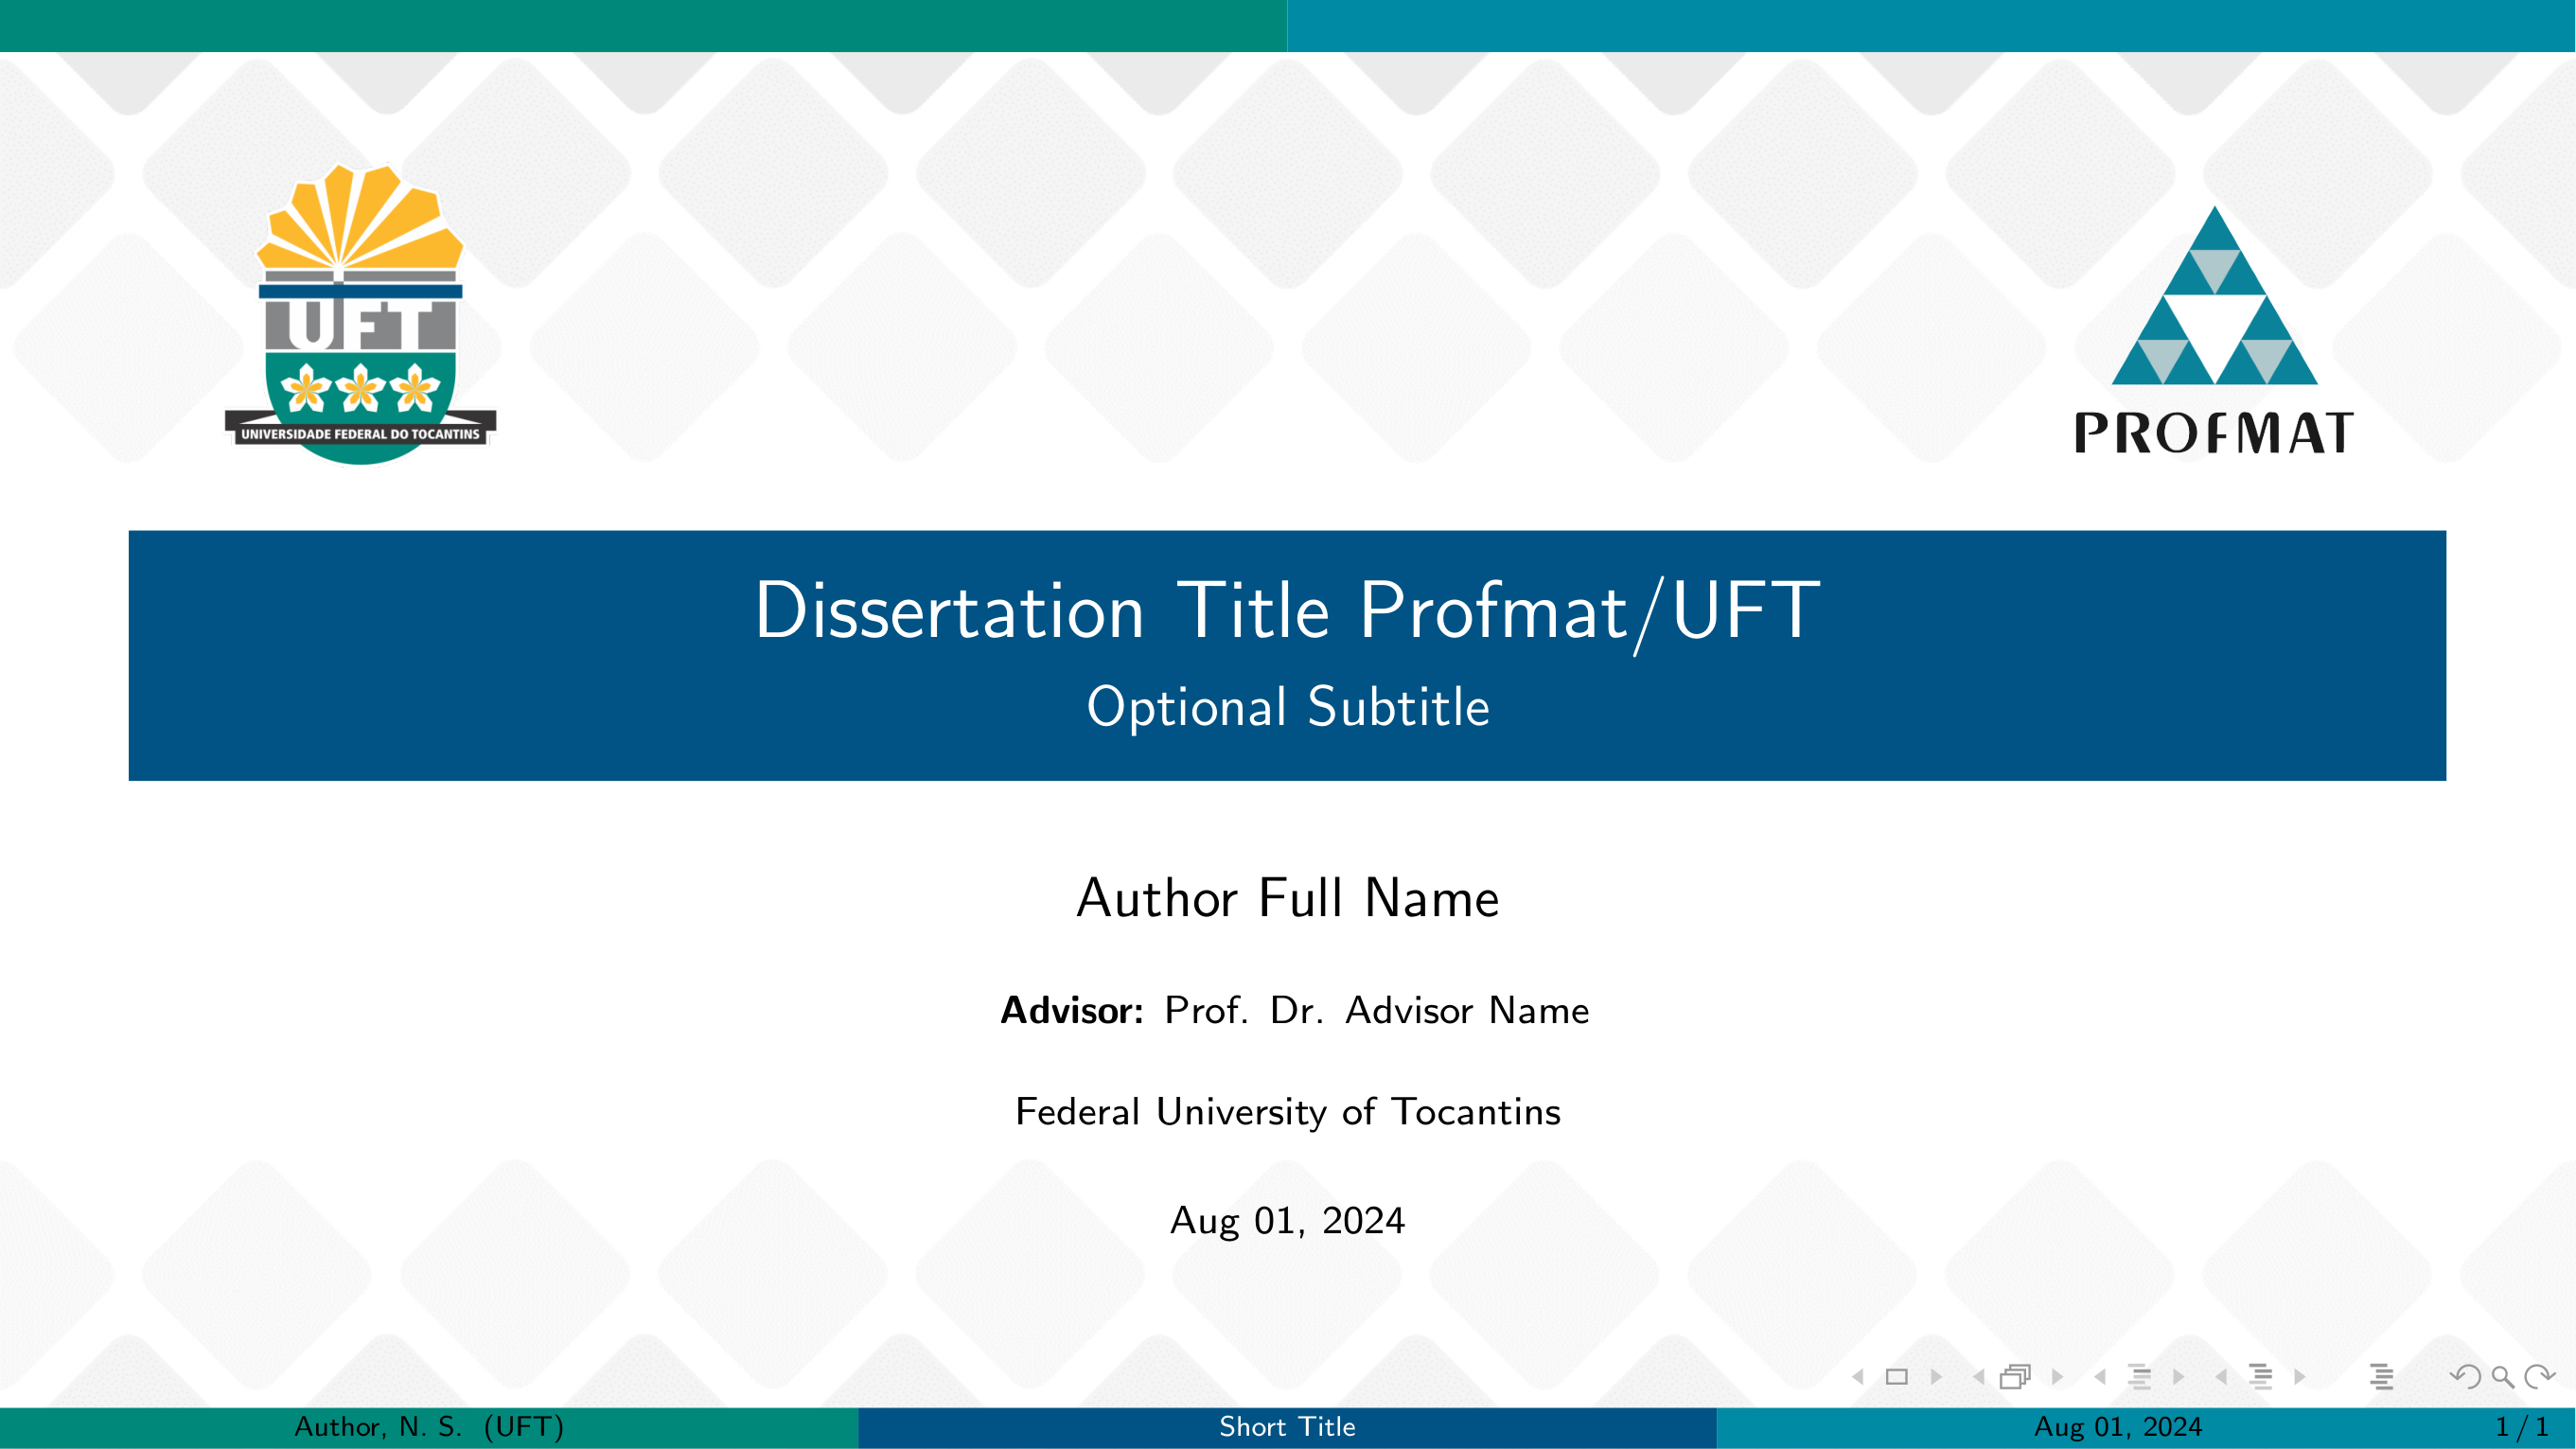 UFT
UNIVERSIDADE FEDERAL DO TOCANTINS
PROFMAT
Dissertation Title Profmat/UFT
Optional Subtitle
Author Full Name
Advisor: Prof. Dr. Advisor Name
Federal University of Tocantins
Aug 01, 2024
Author, N. S. (UFT)
Short Title
Aug 01, 2024
1 / 1